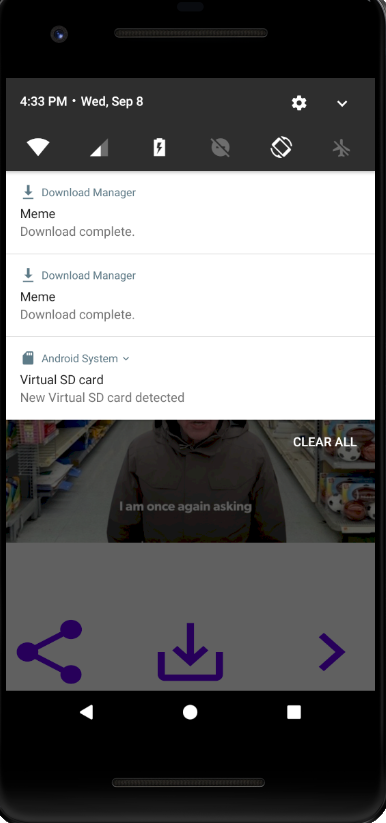 4:33 PM • Wed, Sep 8
Download Manager
Meme
Download complete.
Download Manager
Meme
Download complete.
Android System
Virtual SD card
New Virtual SD card detected
CLEAR ALL
I am once again asking